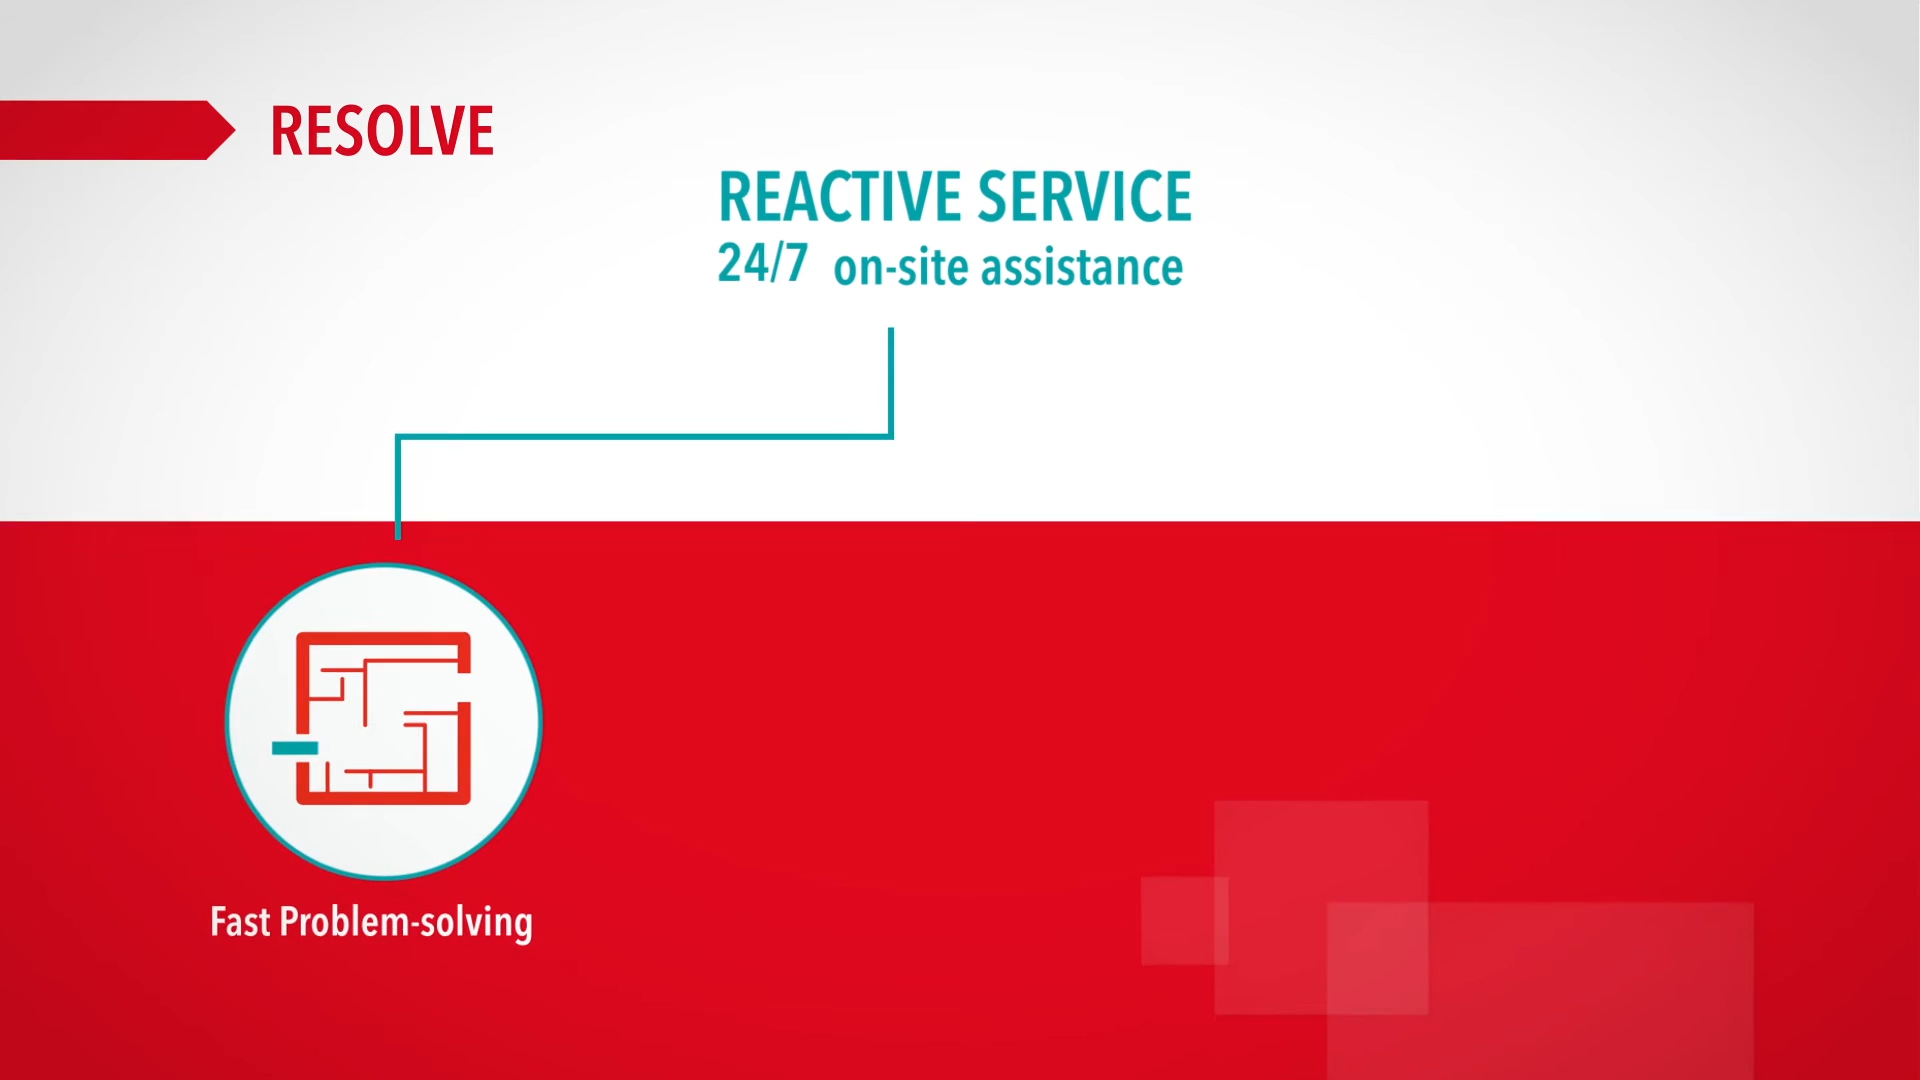 RESOLVE
REACTIVE SERVICE
24/7 on-site assistance
Fast Problem-solving